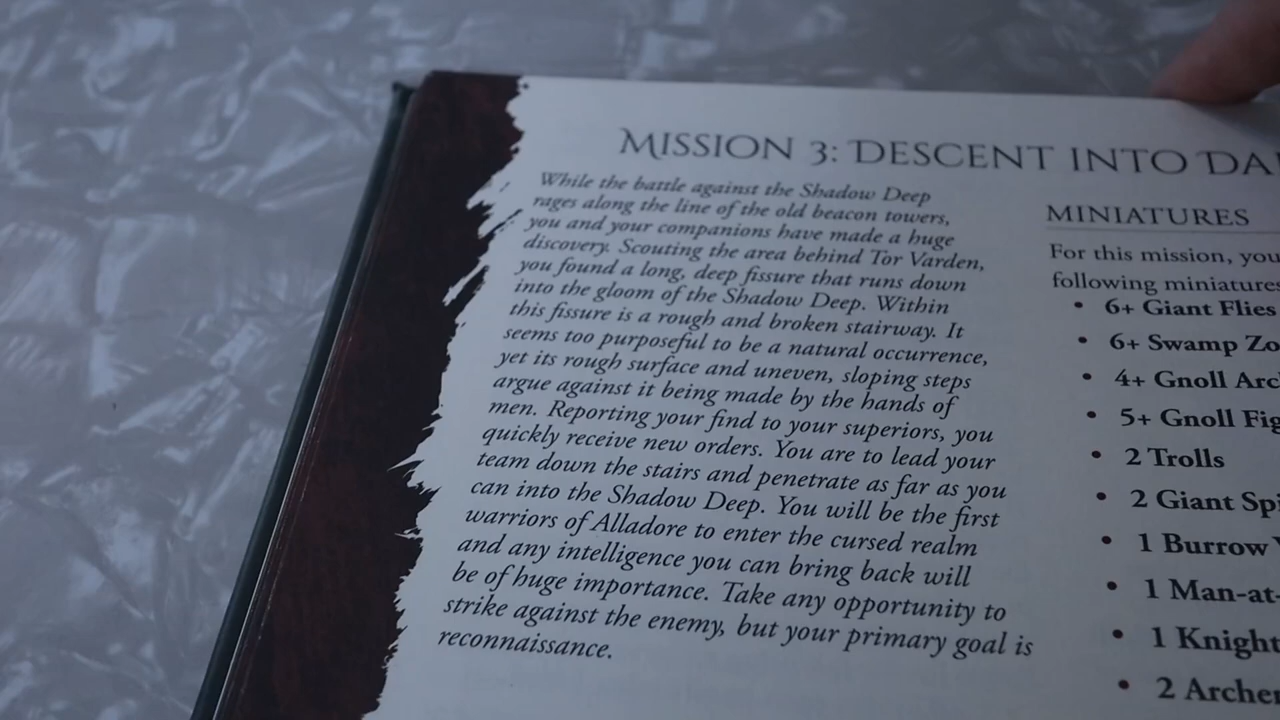 MISSION 3: DESCENT INTO
While the battle against the Shadow Deep
rages along the line of the old beacon towers,
you and your companions have made a huge
discovery. Scouting the area behind Tor Varden,
you found a long, deep fissure that runs down
into the gloom of the Shadow Deep. Within
this fissure is a rough and broken stairway. It
seems too purposeful to be a natural occurrence,
yet its rough surface and uneven, sloping steps
argue against it being made by the hands of
men. Reporting your find to your superiors, you
quickly receive new orders. You are to lead your
team down the stairs and penetrate as far as you
can into the Shadow Deep. You will be the first
warriors of Alladore to enter the cursed realm
and any intelligence you can bring back will
be of huge importance. Take any opportunity to
strike against the enemy, but your primary goal is
reconnaissance.
MINIATURES
For this mission, you
following miniatures
• 6+ Giant Flies
• 6+ Swamp
• 4+ Gnoll
• 5+ Gnoll
• 2 Trolls
• 2 Giant
• 1 Burrow
• 1 Man-at-
• 1 Knight
• 2